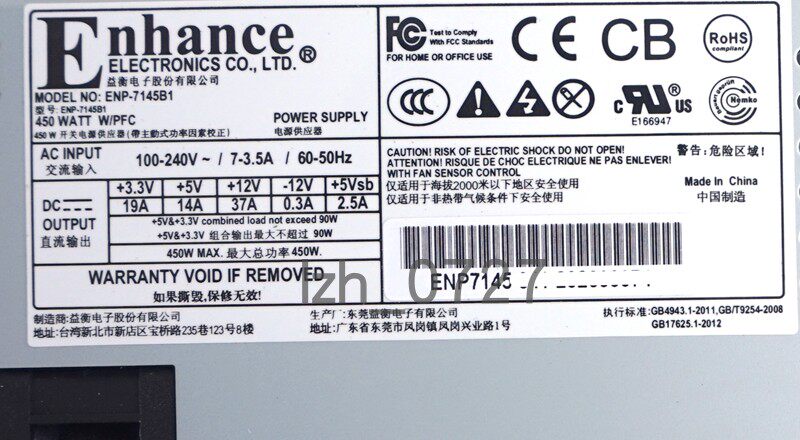 Enhance®
ELECTRONICS CO., LTD.
益衡电子股份有限公司
MODEL NO: ENP-7145B1
型号: ENP-7145B1
450 WATT W/PFC
POWER SUPPLY
450 W 开关电源供应器 (带主動式功率因素校正)
电源供应器
FC Tested to Comply
With FCC Standards
FOR HOME OR OFFICE USE
CE CB
RoHS
compliant
CCC
c UR US
E166947
Nemko
AC INPUT
交流输入
100-240V ~ / 7-3.5A / 60-50Hz
DC
OUTPUT
直流输出
+3.3V +5V +12V -12V +5Vsb
19A 14A 37A 0.3A 2.5A
+5V&+3.3V combined load not exceed 90W
+5V&+3.3V 组合输出最大不超过 90W
450W MAX. 最大总功率 450W.
WARRANTY VOID IF REMOVED
如果撕毁,保修无效!
CAUTION! RISK OF ELECTRIC SHOCK DO NOT OPEN!
ATTENTION! RISQUE DE CHOC ELECTRIQUE NE PAS ENLEVER!
WITH FAN SENSOR CONTROL
仅适用于海拔2000米以下地区安全使用
仅适用于非热带气候条件下安全使用
警告:危险区域!
Made In China
中国制造
ENP7145
lzh_0727
制造商:益衡电子股份有限公司
地址:台湾新北市新店区宝桥路235巷123号8楼
生产厂:东莞益衡电子有限公司
地址:广东省东莞市凤岗镇凤岗兴业路1号
执行标准:GB4943.1-2011,GB/T9254-2008
GB17625.1-2012